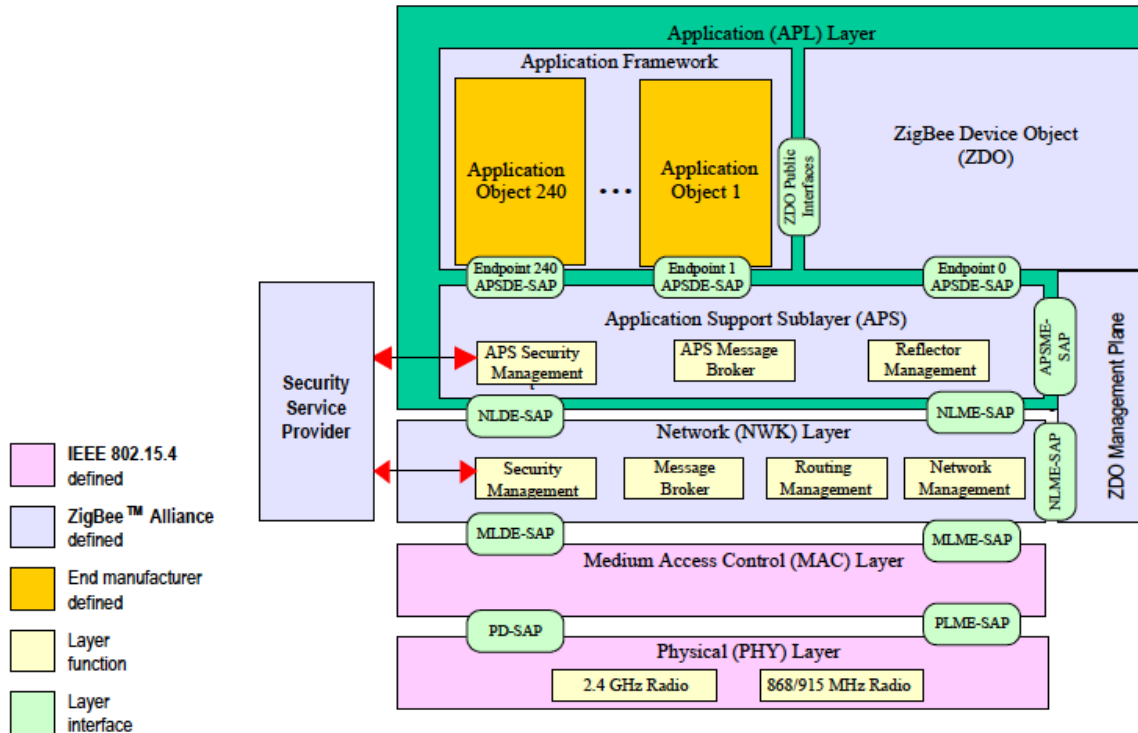 Application (APL) Layer
Application Framework
ZigBee Device Object
(ZDO)
Application
Object 240
...
Application
Object 1
ZDO Public
Interfaces
Endpoint 240
APSDE-SAP
Endpoint 1
APSDE-SAP
Endpoint 0
APSDE-SAP
Application Support Sublayer (APS)
APS Security
Management
APS Message
Broker
Reflector
Management
APSME-
SAP
Security
Service
Provider
NLDE-SAP
NLME-SAP
Network (NWK) Layer
Security
Management
Message
Broker
Routing
Management
Network
Management
NLME-SAP
ZDO Management Plane
MLDE-SAP
MLME-SAP
Medium Access Control (MAC) Layer
PD-SAP
PLME-SAP
Physical (PHY) Layer
2.4 GHz Radio
868/915 MHz Radio
IEEE 802.15.4
defined
ZigBee™ Alliance
defined
End manufacturer
defined
Layer
function
Layer
interface